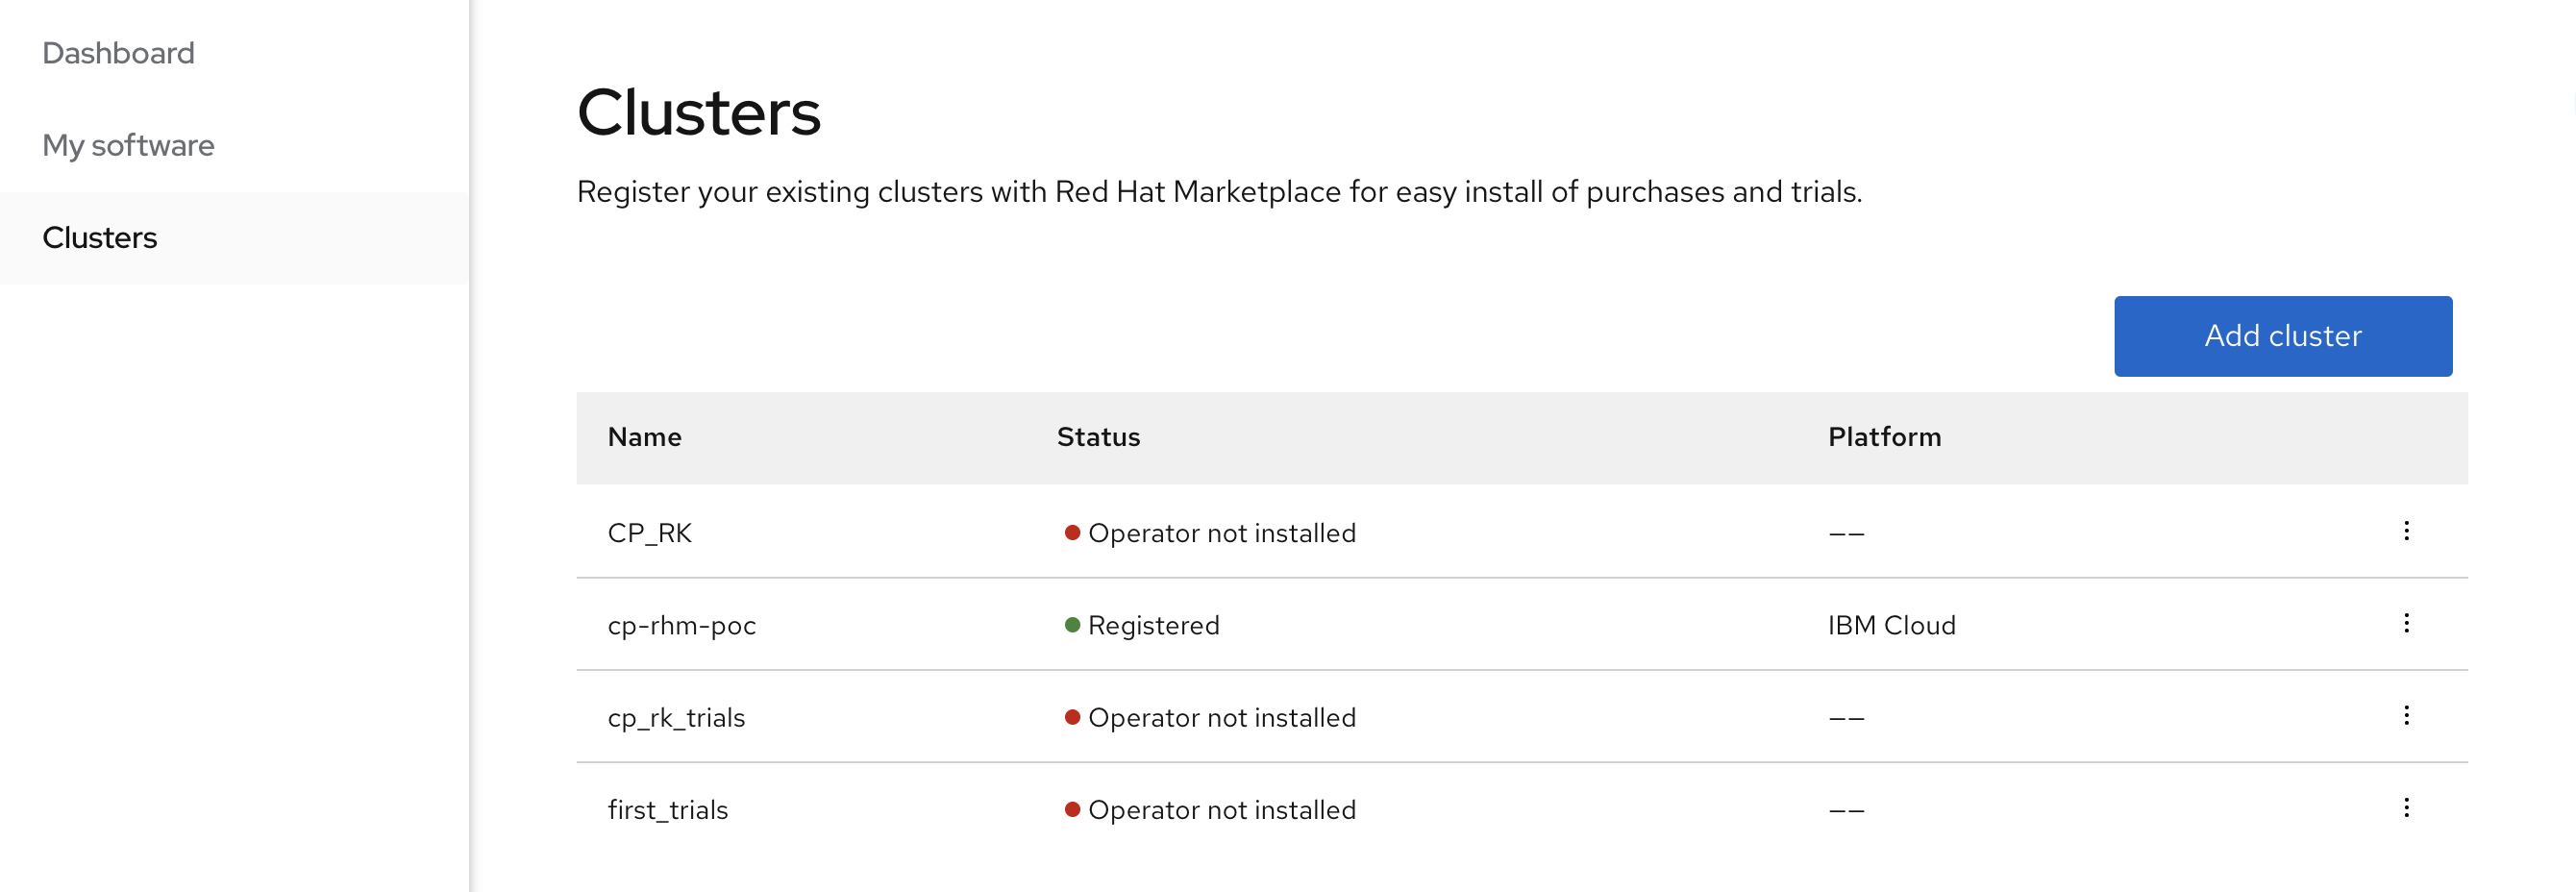 Dashboard
My software
Clusters
Clusters
Register your existing clusters with Red Hat Marketplace for easy install of purchases and trials.
Add cluster
Name Status Platform
CP_RK Operator not installed ––
cp-rhm-poc Registered IBM Cloud
cp_rk_trials Operator not installed ––
first_trials Operator not installed ––